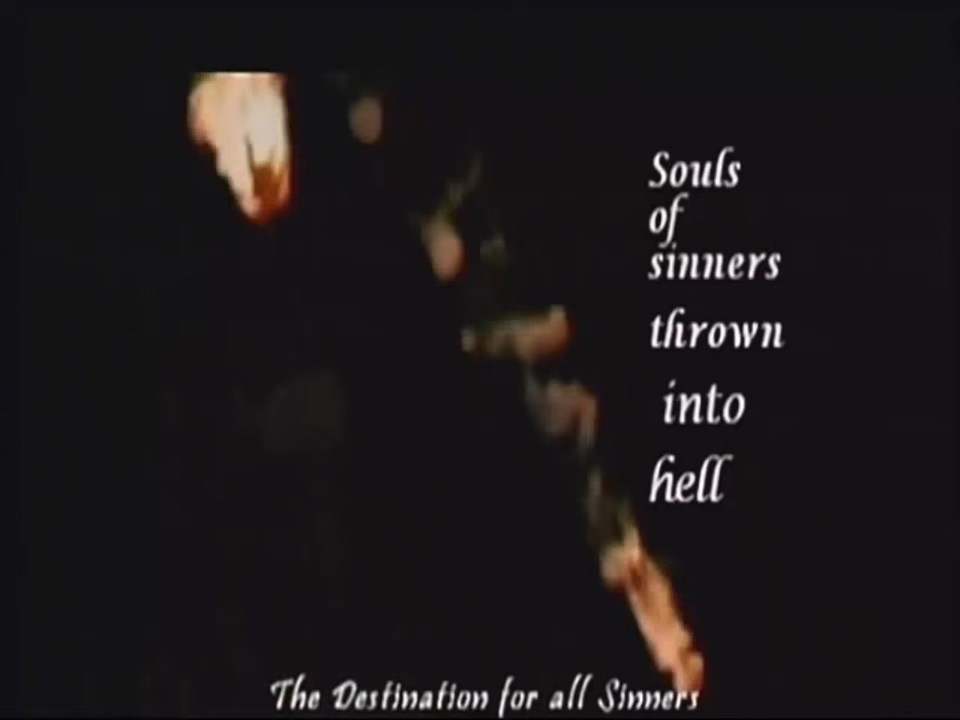 Souls
of
sinners
thrown
into
hell
The Destination for all Sinners